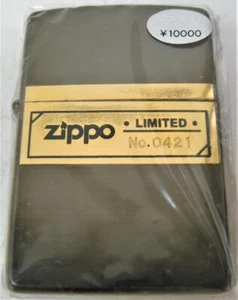 ¥10000
zippo
• LIMITED •
No.0421